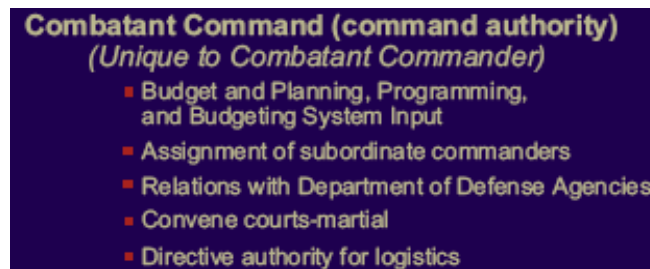 Combatant Command (command authority)
(Unique to Combatant Commander)
Budget and Planning, Programming,
and Budgeting System Input
Assignment of subordinate commanders
Relations with Department of Defense Agencies
Convene courts-martial
Directive authority for logistics